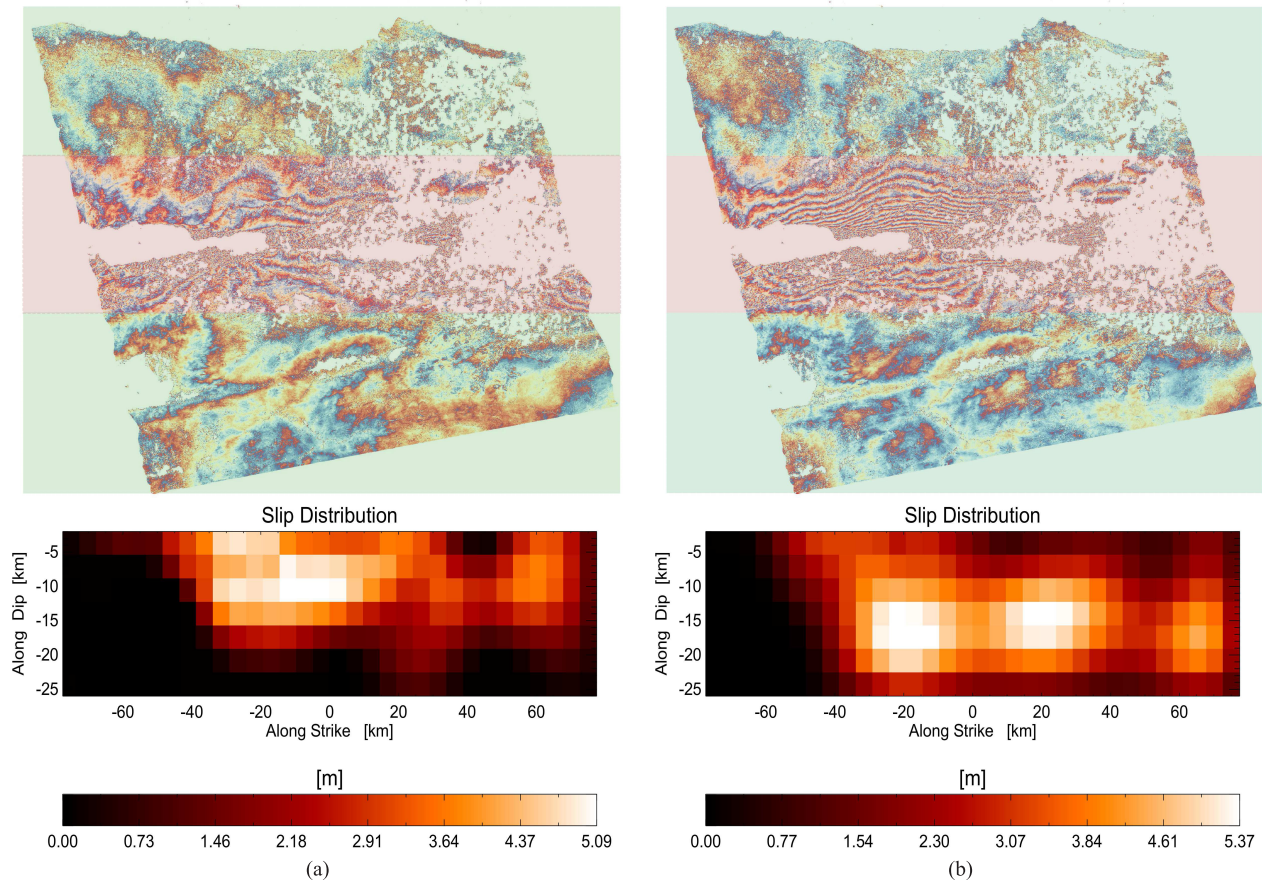 Slip Distribution
Along Dip [km]
-5
-10
-15
-20
-25
-60 -40 -20 0 20 40 60
Along Strike [km]
[m]
0.00 0.73 1.46 2.18 2.91 3.64 4.37 5.09
(a)
Slip Distribution
Along Dip [km]
-5
-10
-15
-20
-25
-60 -40 -20 0 20 40 60
Along Strike [km]
[m]
0.00 0.77 1.54 2.30 3.07 3.84 4.61 5.37
(b)